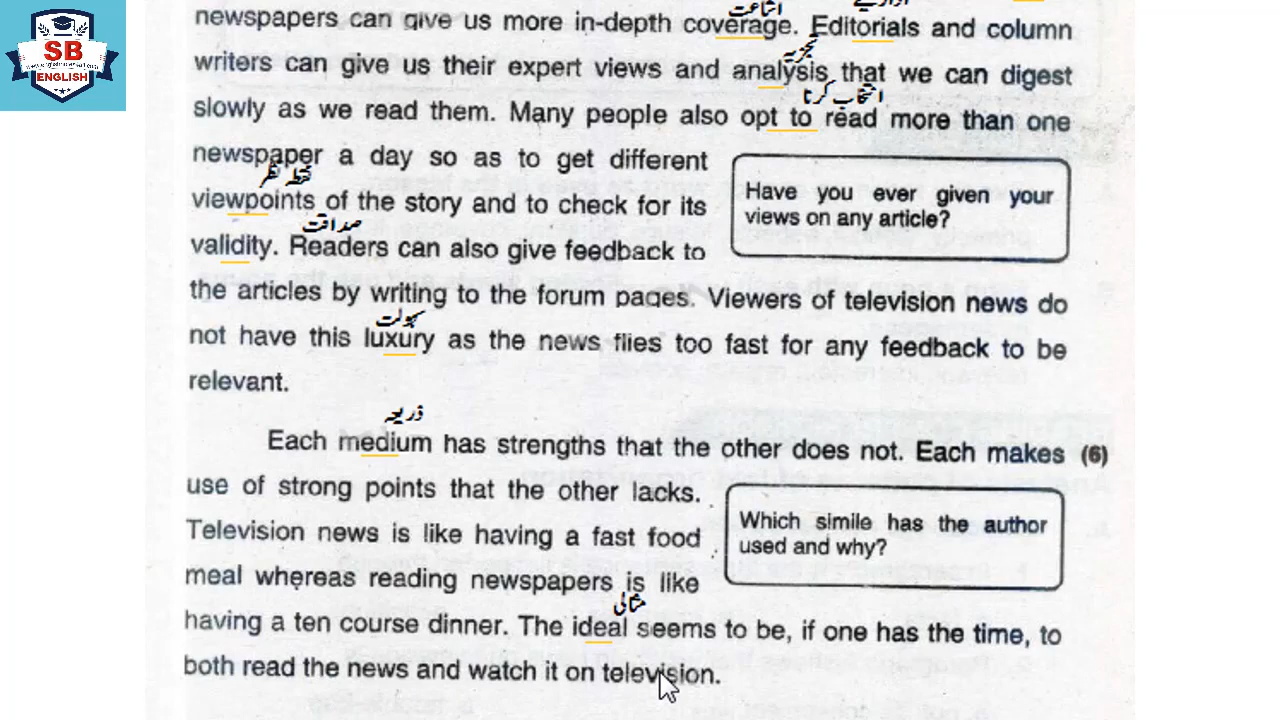 SB
ENGLISH
اشاعت
newspapers can give us more in-depth coverage. Editorials and column
تجزیہ
writers can give us their expert views and analysis that we can digest
انتخاب کرنا
slowly as we read them. Many people also opt to read more than one
newspaper a day so as to get different
نقطہ نظر
viewpoints of the story and to check for its
صداقت
validity. Readers can also give feedback to
Have you ever given your
views on any article?
the articles by writing to the forum pages. Viewers of television news do
سہولت
not have this luxury as the news flies too fast for any feedback to be
relevant.
ذریعہ
Each medium has strengths that the other does not. Each makes (6)
use of strong points that the other lacks.
Television news is like having a fast food
meal whereas reading newspapers is like
Which simile has the author
used and why?
مثالی
having a ten course dinner. The ideal seems to be, if one has the time, to
both read the news and watch it on television.